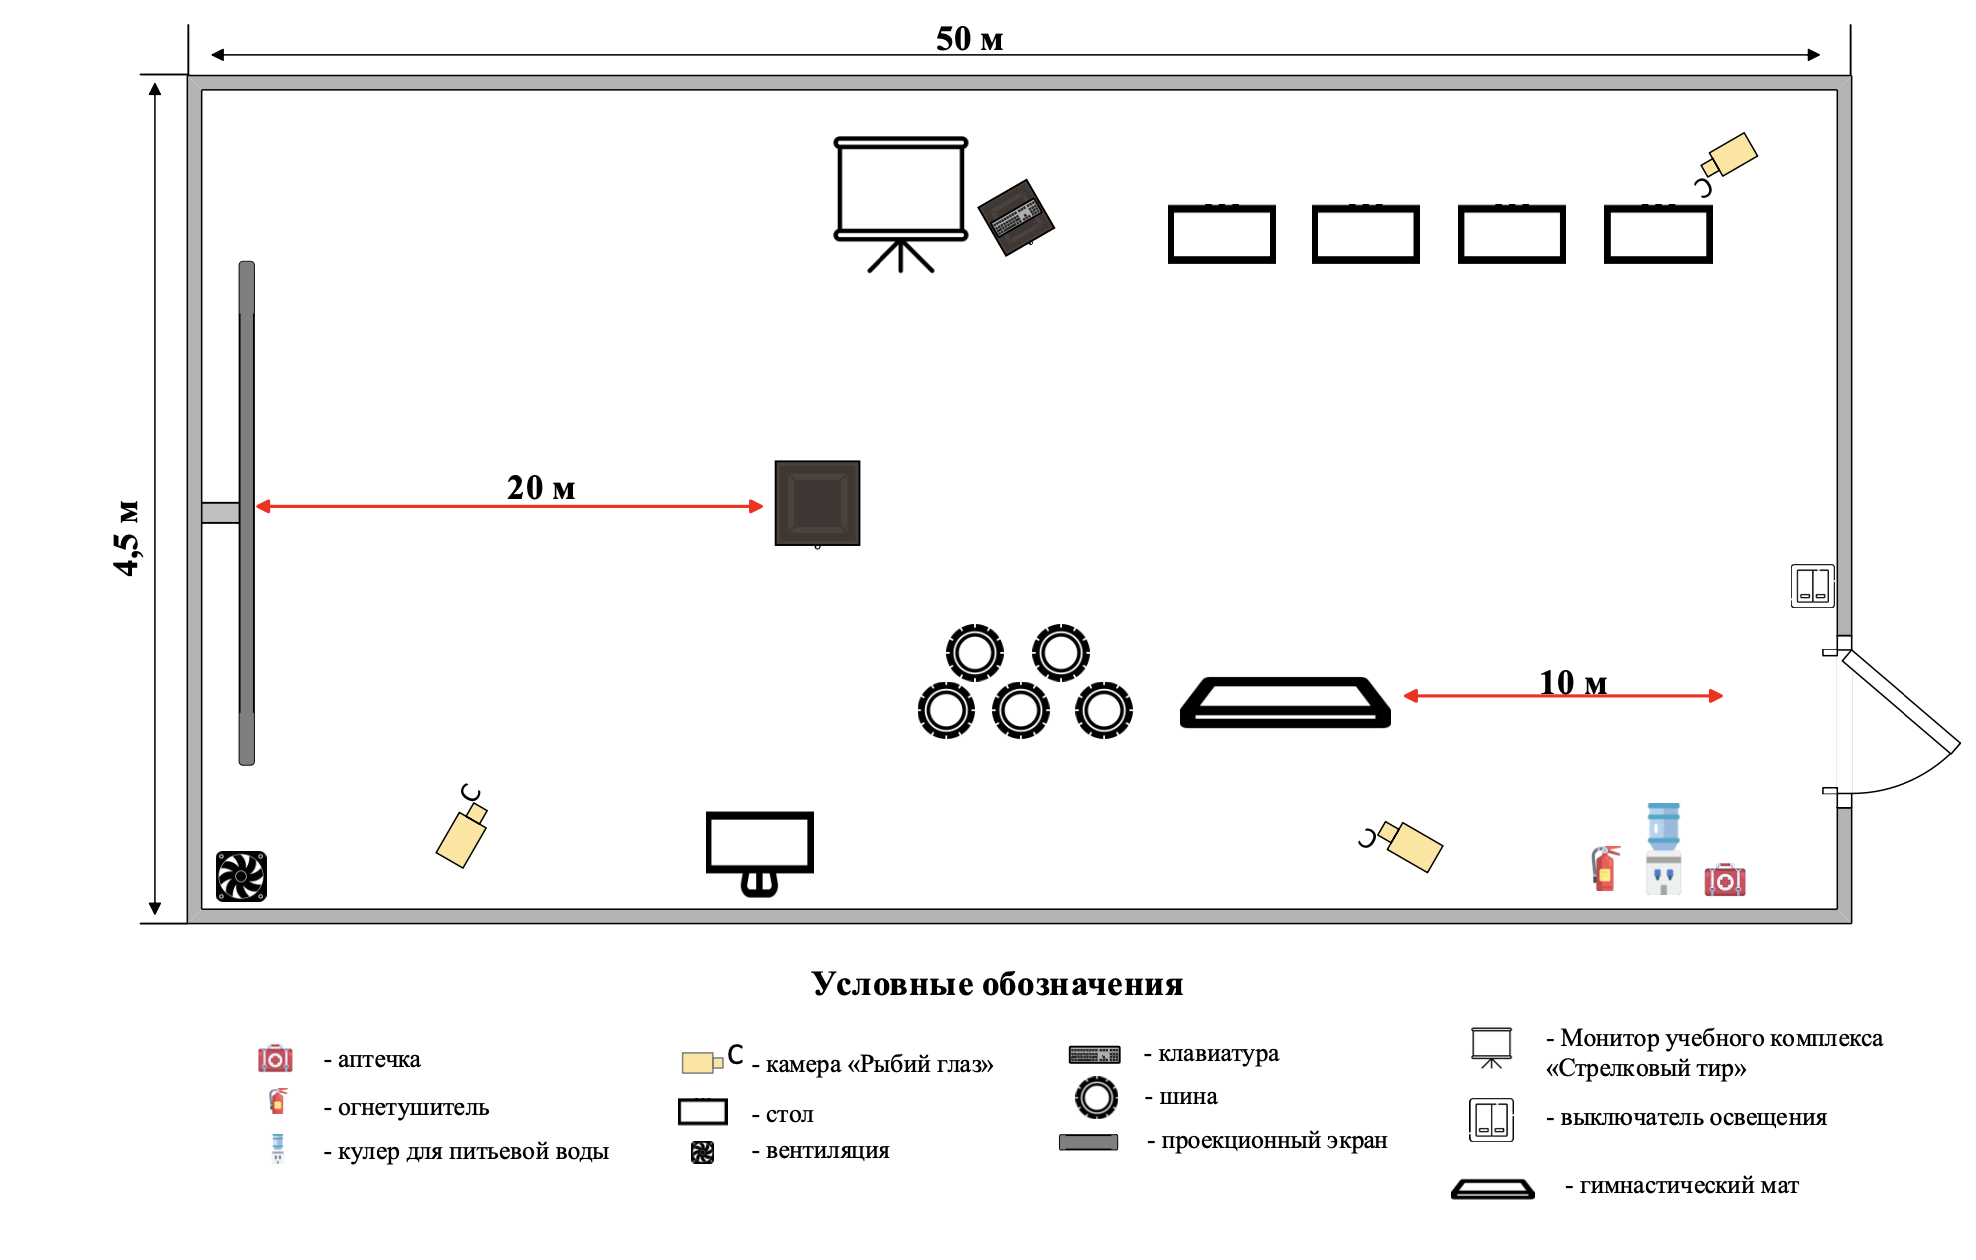 50 м
4,5 м
20 м
10 м
Условные обозначения
- аптечка
- огнетушитель
- кулер для питьевой воды
C - камера «Рыбий глаз»
- стол
- вентиляция
- клавиатура
- шина
- проекционный экран
- Монитор учебного комплекса
«Стрелковый тир»
- выключатель освещения
- гимнастический мат